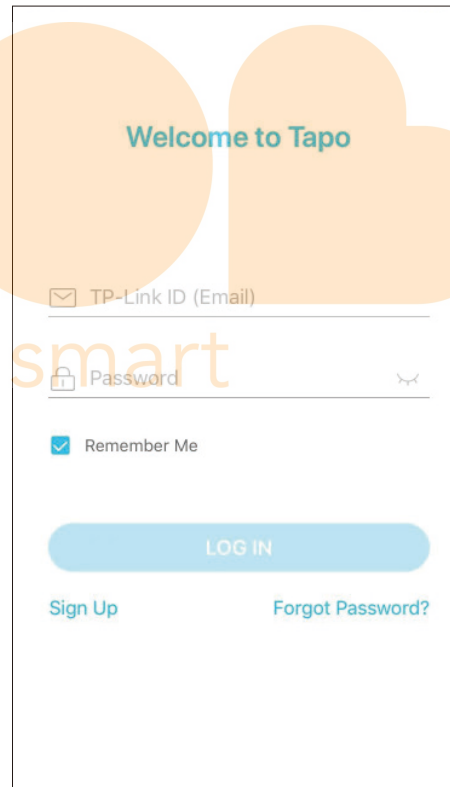 Welcome to Tapo
TP-Link ID (Email)
smart
Password
Remember Me
LOG IN
Sign Up
Forgot Password?